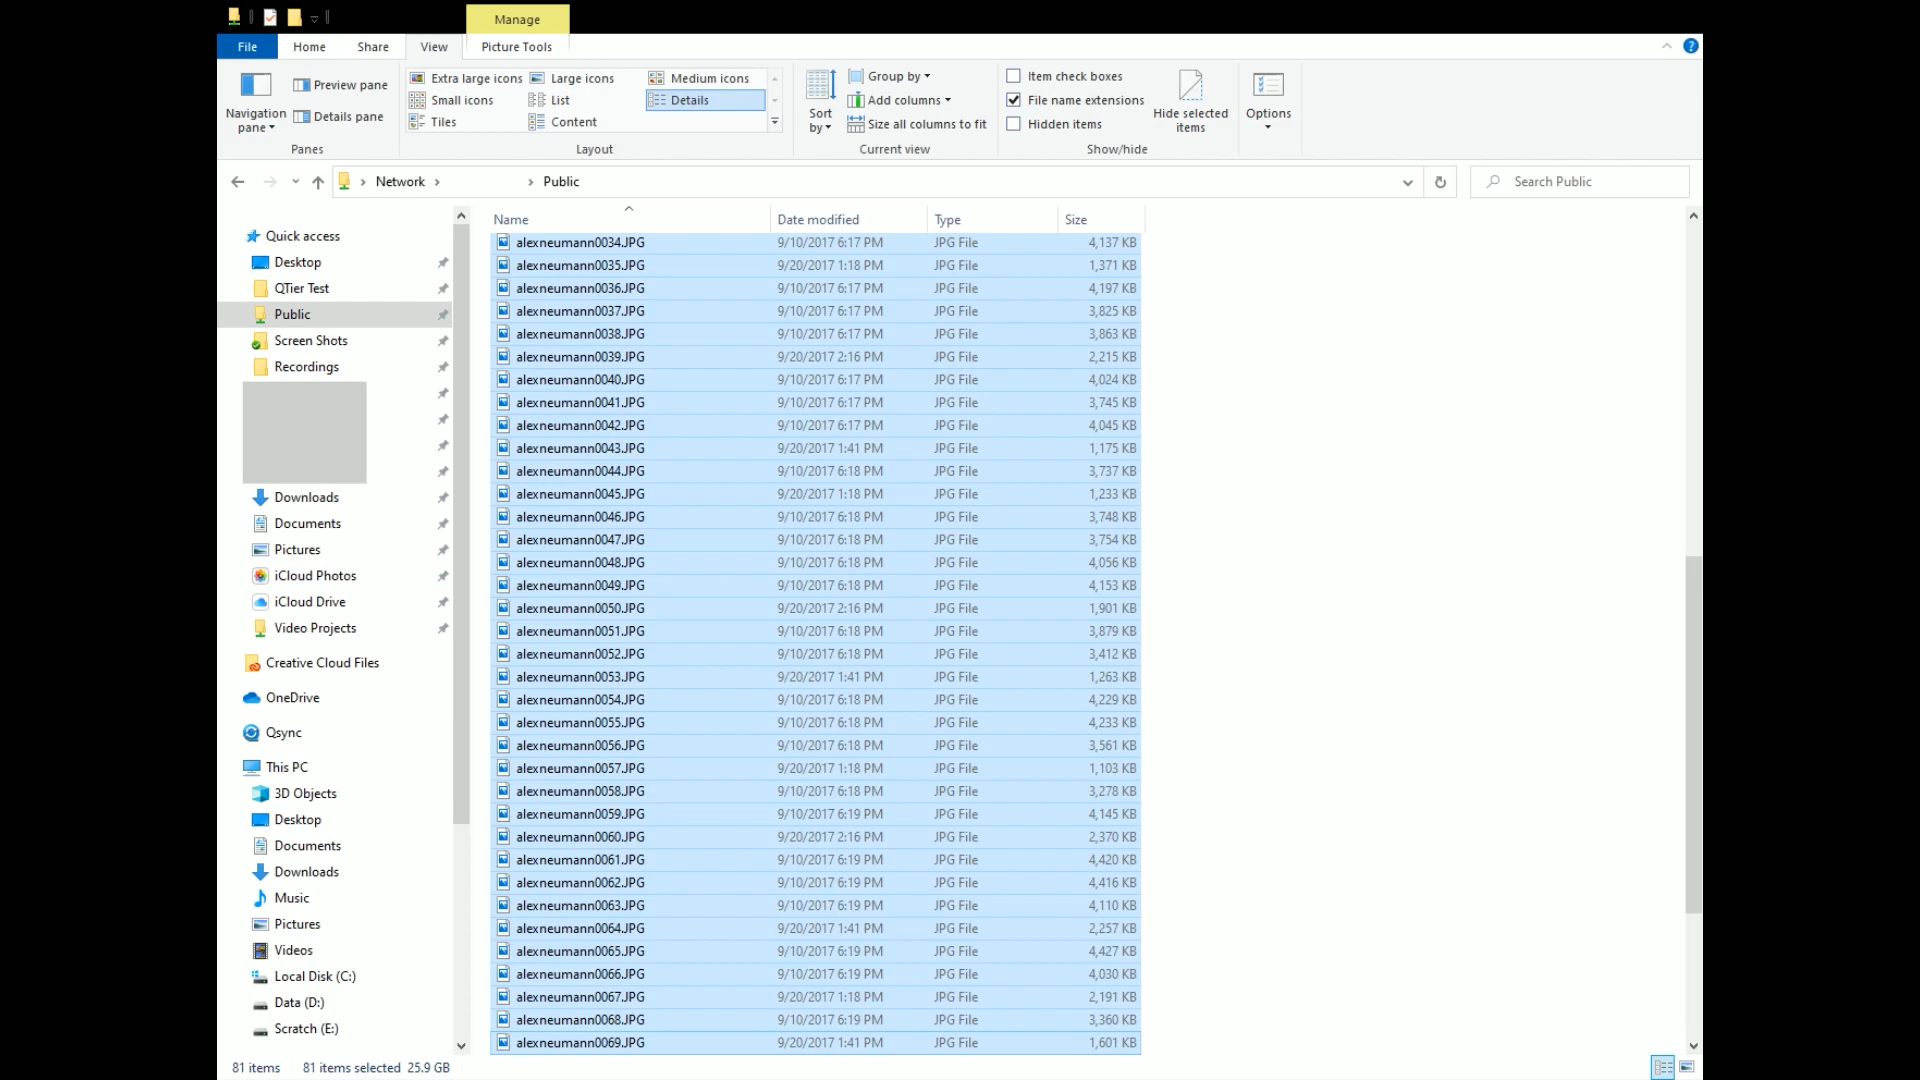 Manage
File Home Share View Picture Tools
Navigation pane
Preview pane
Details pane
Panes
Extra large icons Large icons Medium icons
Small icons List Details
Tiles Content
Layout
Sort by
Group by
Add columns
Size all columns to fit
Current view
Item check boxes
File name extensions
Hidden items
Hide selected items
Show/hide
Options
Network Public
Search Public
Quick access
Desktop
QTier Test
Public
Screen Shots
Recordings
Downloads
Documents
Pictures
iCloud Photos
iCloud Drive
Video Projects
Creative Cloud Files
OneDrive
Qsync
This PC
3D Objects
Desktop
Documents
Downloads
Music
Pictures
Videos
Local Disk (C:)
Data (D:)
Scratch (E:)
Name Date modified Type Size
alexneumann0034.JPG 9/10/2017 6:17 PM JPG File 4,137 KB
alexneumann0035.JPG 9/20/2017 1:18 PM JPG File 1,371 KB
alexneumann0036.JPG 9/10/2017 6:17 PM JPG File 4,197 KB
alexneumann0037.JPG 9/10/2017 6:17 PM JPG File 3,825 KB
alexneumann0038.JPG 9/10/2017 6:17 PM JPG File 3,863 KB
alexneumann0039.JPG 9/20/2017 2:16 PM JPG File 2,215 KB
alexneumann0040.JPG 9/10/2017 6:17 PM JPG File 4,024 KB
alexneumann0041.JPG 9/10/2017 6:17 PM JPG File 3,745 KB
alexneumann0042.JPG 9/10/2017 6:17 PM JPG File 4,045 KB
alexneumann0043.JPG 9/20/2017 1:41 PM JPG File 1,175 KB
alexneumann0044.JPG 9/10/2017 6:18 PM JPG File 3,737 KB
alexneumann0045.JPG 9/20/2017 1:18 PM JPG File 1,233 KB
alexneumann0046.JPG 9/10/2017 6:18 PM JPG File 3,748 KB
alexneumann0047.JPG 9/10/2017 6:18 PM JPG File 3,754 KB
alexneumann0048.JPG 9/10/2017 6:18 PM JPG File 4,056 KB
alexneumann0049.JPG 9/10/2017 6:18 PM JPG File 4,153 KB
alexneumann0050.JPG 9/20/2017 2:16 PM JPG File 1,901 KB
alexneumann0051.JPG 9/10/2017 6:18 PM JPG File 3,879 KB
alexneumann0052.JPG 9/10/2017 6:18 PM JPG File 3,412 KB
alexneumann0053.JPG 9/20/2017 1:41 PM JPG File 1,263 KB
alexneumann0054.JPG 9/10/2017 6:18 PM JPG File 4,229 KB
alexneumann0055.JPG 9/10/2017 6:18 PM JPG File 4,233 KB
alexneumann0056.JPG 9/10/2017 6:18 PM JPG File 3,561 KB
alexneumann0057.JPG 9/20/2017 1:18 PM JPG File 1,103 KB
alexneumann0058.JPG 9/10/2017 6:18 PM JPG File 3,278 KB
alexneumann0059.JPG 9/10/2017 6:19 PM JPG File 4,145 KB
alexneumann0060.JPG 9/20/2017 2:16 PM JPG File 2,370 KB
alexneumann0061.JPG 9/10/2017 6:19 PM JPG File 4,420 KB
alexneumann0062.JPG 9/10/2017 6:19 PM JPG File 4,416 KB
alexneumann0063.JPG 9/10/2017 6:19 PM JPG File 4,110 KB
alexneumann0064.JPG 9/20/2017 1:41 PM JPG File 2,257 KB
alexneumann0065.JPG 9/10/2017 6:19 PM JPG File 4,427 KB
alexneumann0066.JPG 9/10/2017 6:19 PM JPG File 4,030 KB
alexneumann0067.JPG 9/20/2017 1:18 PM JPG File 2,191 KB
alexneumann0068.JPG 9/10/2017 6:19 PM JPG File 3,360 KB
alexneumann0069.JPG 9/20/2017 1:41 PM JPG File 1,601 KB
81 items 81 items selected 25.9 GB